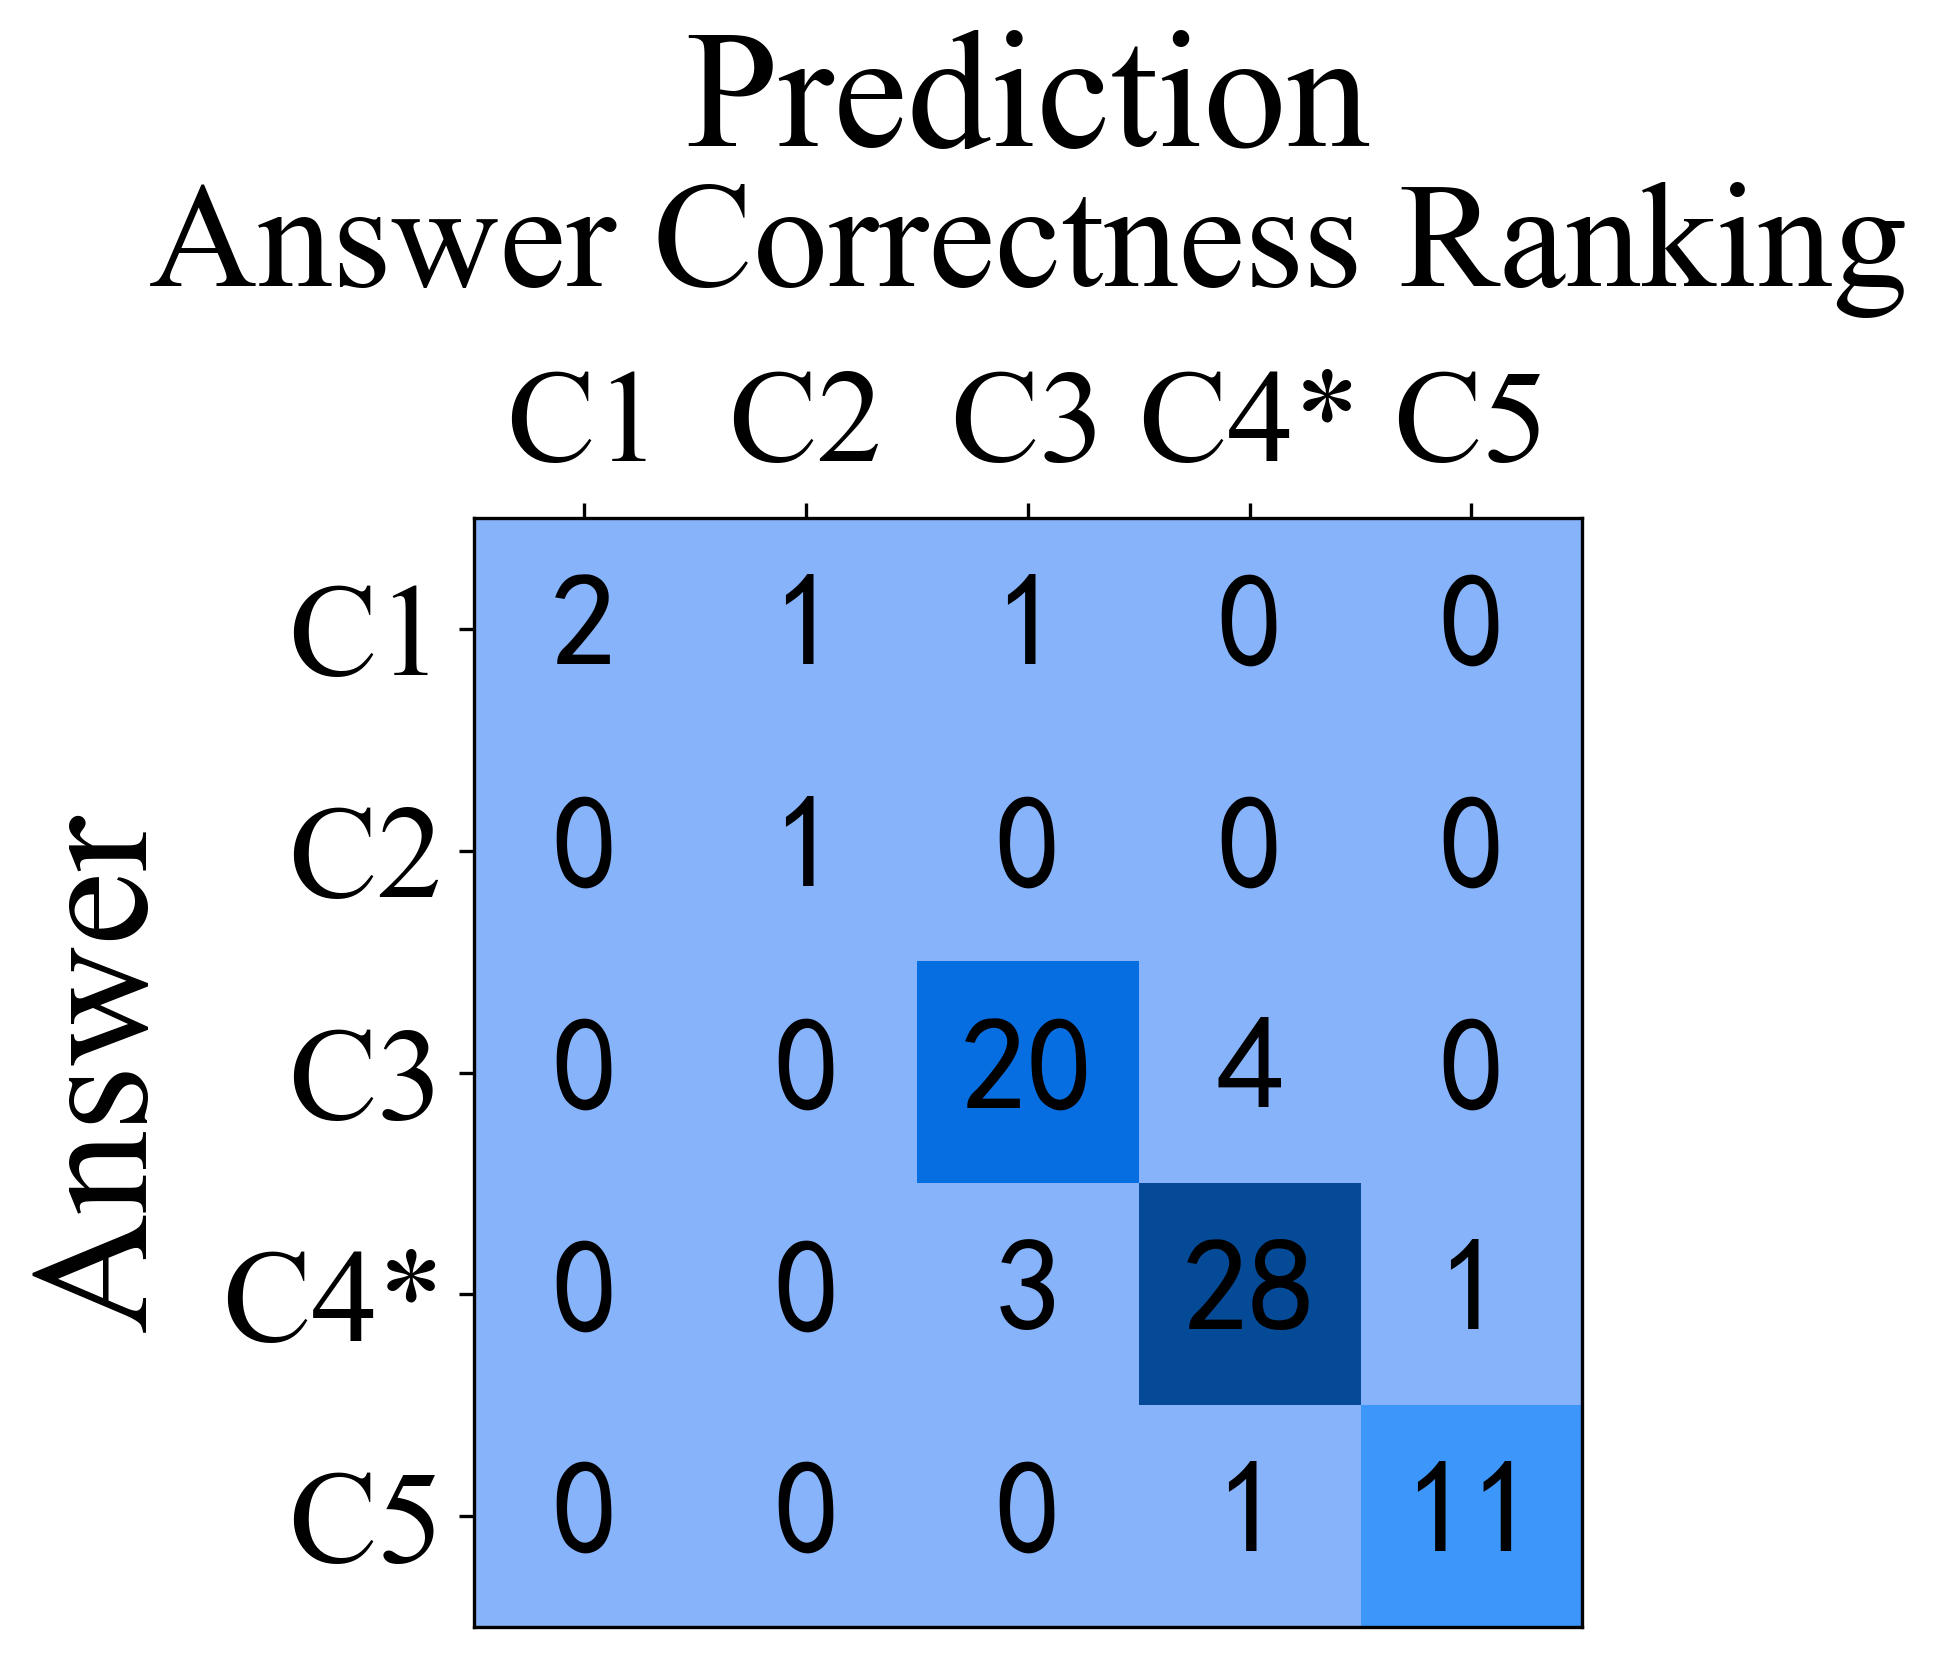 Prediction
Answer Correctness Ranking
C1 C2 C3 C4* C5
Answer
C1 2 1 1 0 0
C2 0 1 0 0 0
C3 0 0 20 4 0
C4* 0 0 3 28 1
C5 0 0 0 1 11